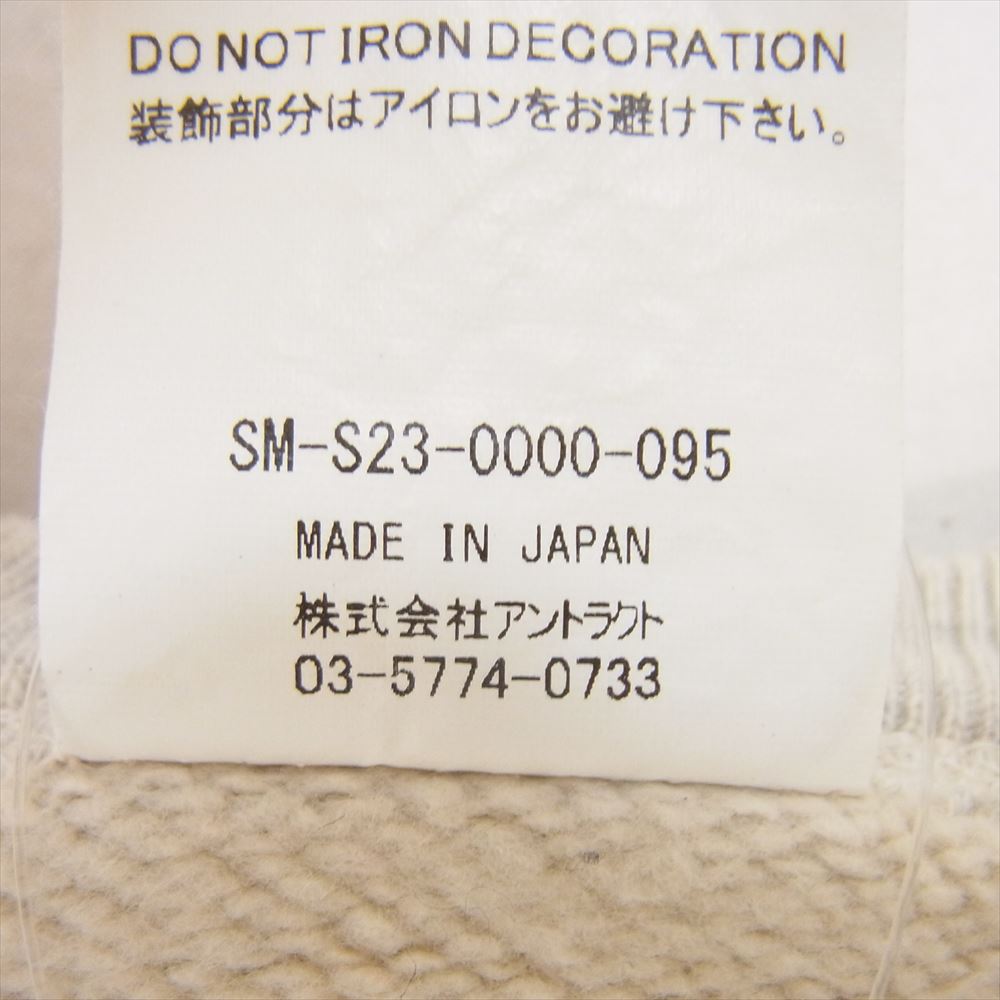 DO NOT IRON DECORATION
装飾部分はアイロンをお避け下さい。
SM-S23-0000-095
MADE IN JAPAN
株式会社アントラクト
03-5774-0733